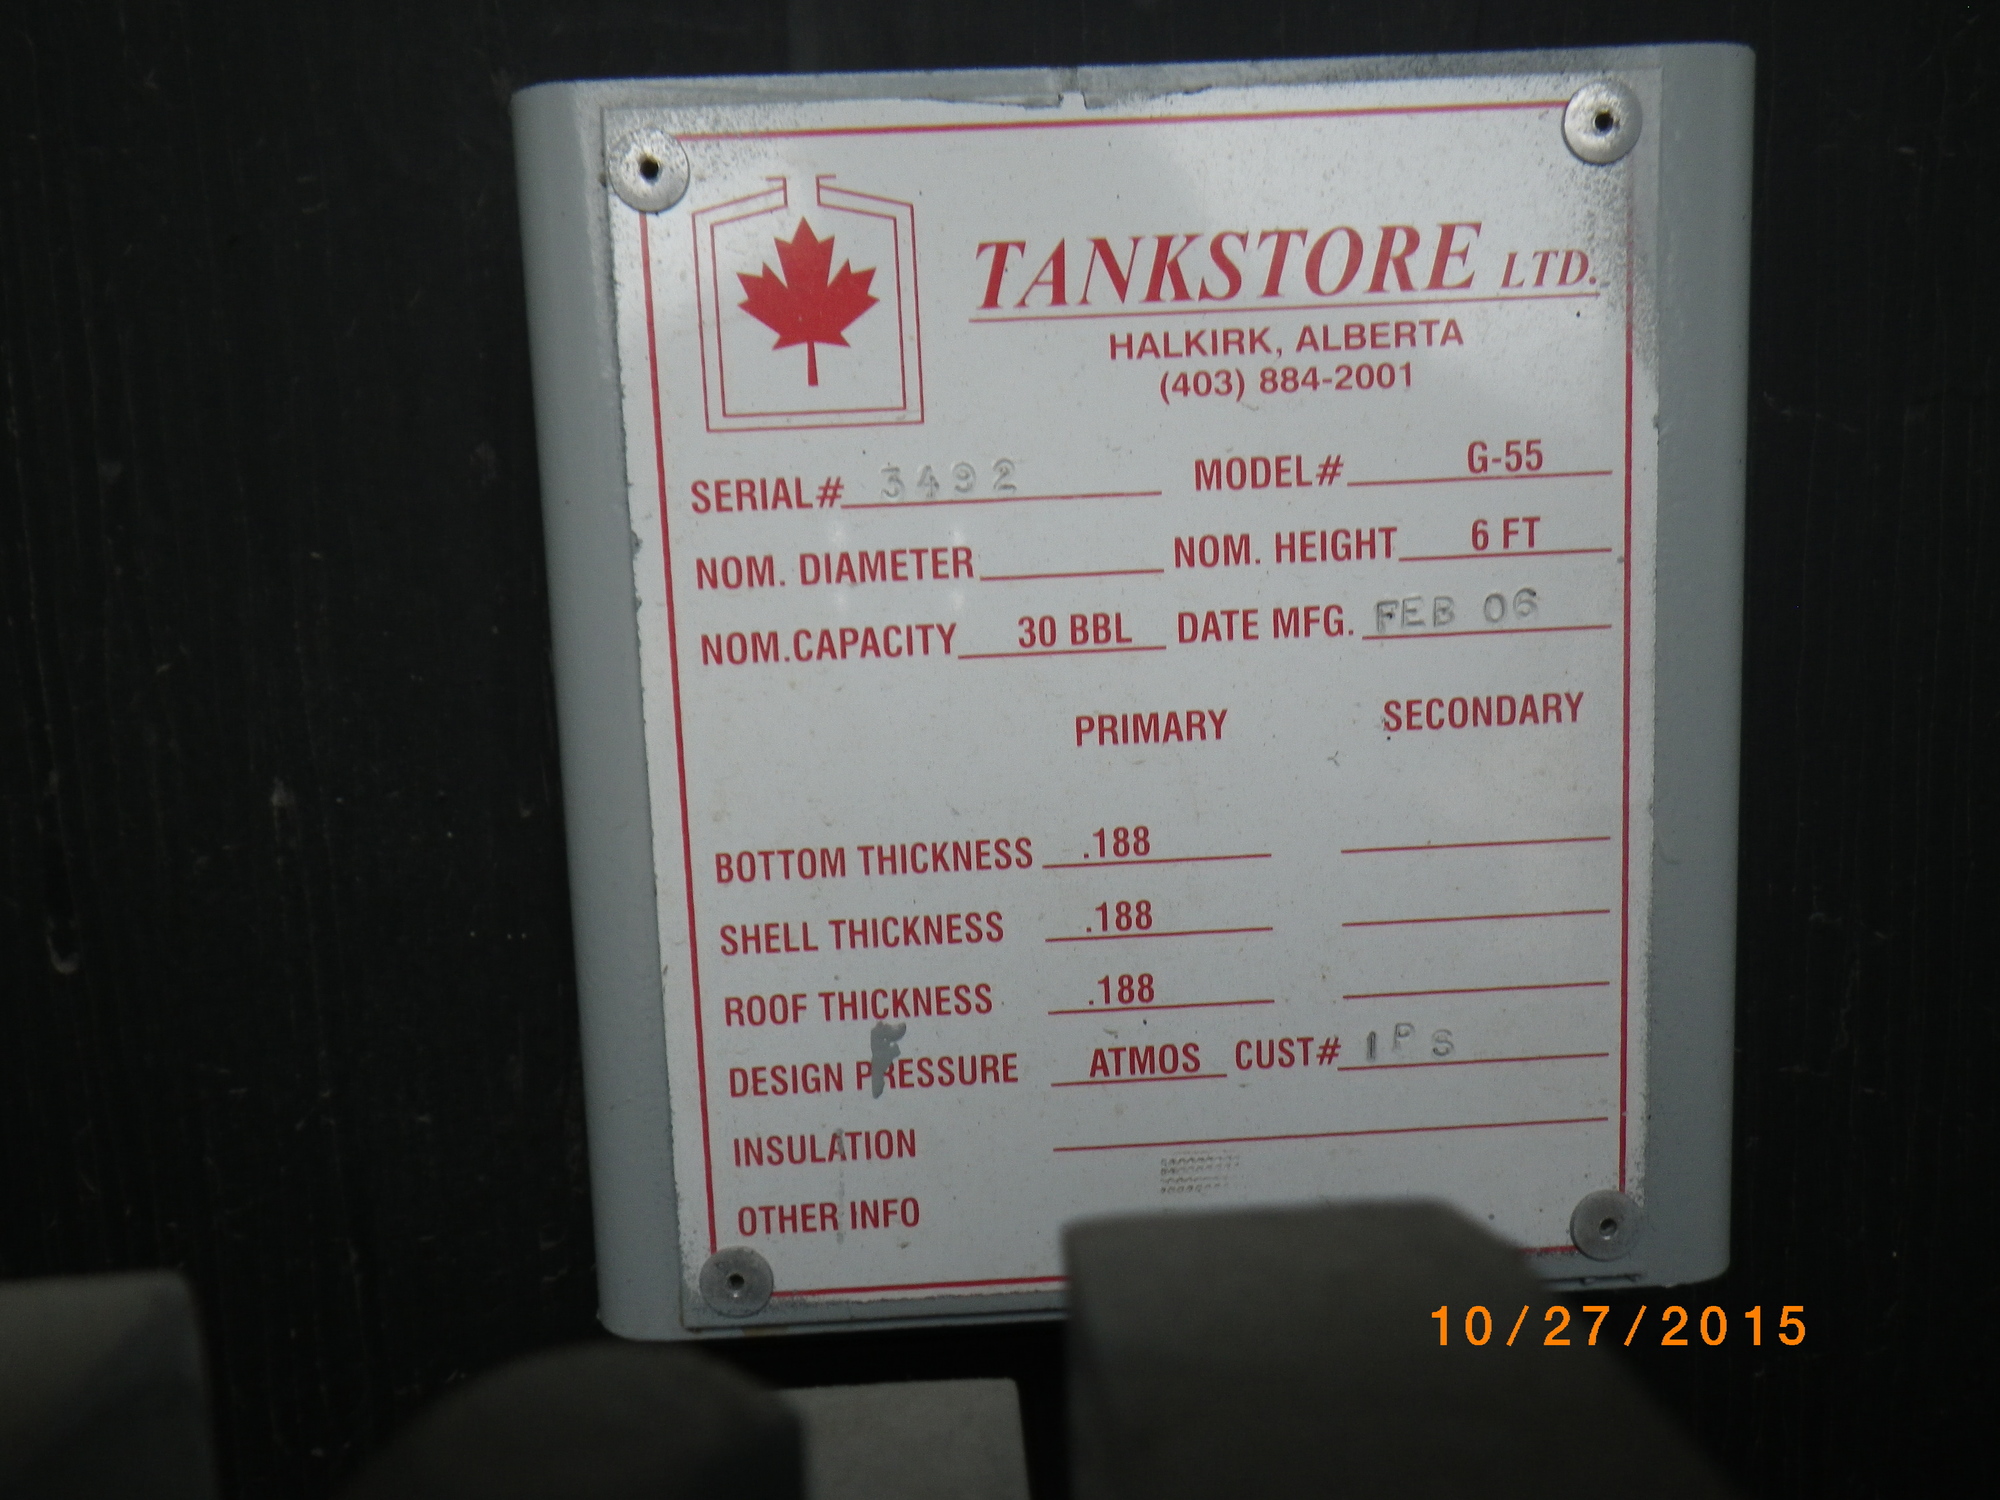 TANKSTORE LTD.
HALKIRK, ALBERTA
(403) 884-2001
SERIAL# 3492 MODEL# G-55
NOM. DIAMETER NOM. HEIGHT 6 FT
NOM.CAPACITY 30 BBL DATE MFG. FEB 06
PRIMARY SECONDARY
BOTTOM THICKNESS .188
SHELL THICKNESS .188
ROOF THICKNESS .188
DESIGN PRESSURE ATMOS CUST# IPS
INSULATION
OTHER INFO
10/27/2015